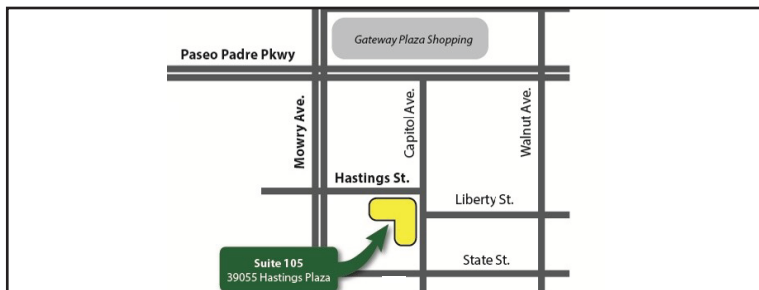 Gateway Plaza Shopping
Paseo Padre Pkwy
Mowry Ave.
Capitol Ave.
Walnut Ave.
Hastings St.
Liberty St.
Suite 105
39055 Hastings Plaza
State St.